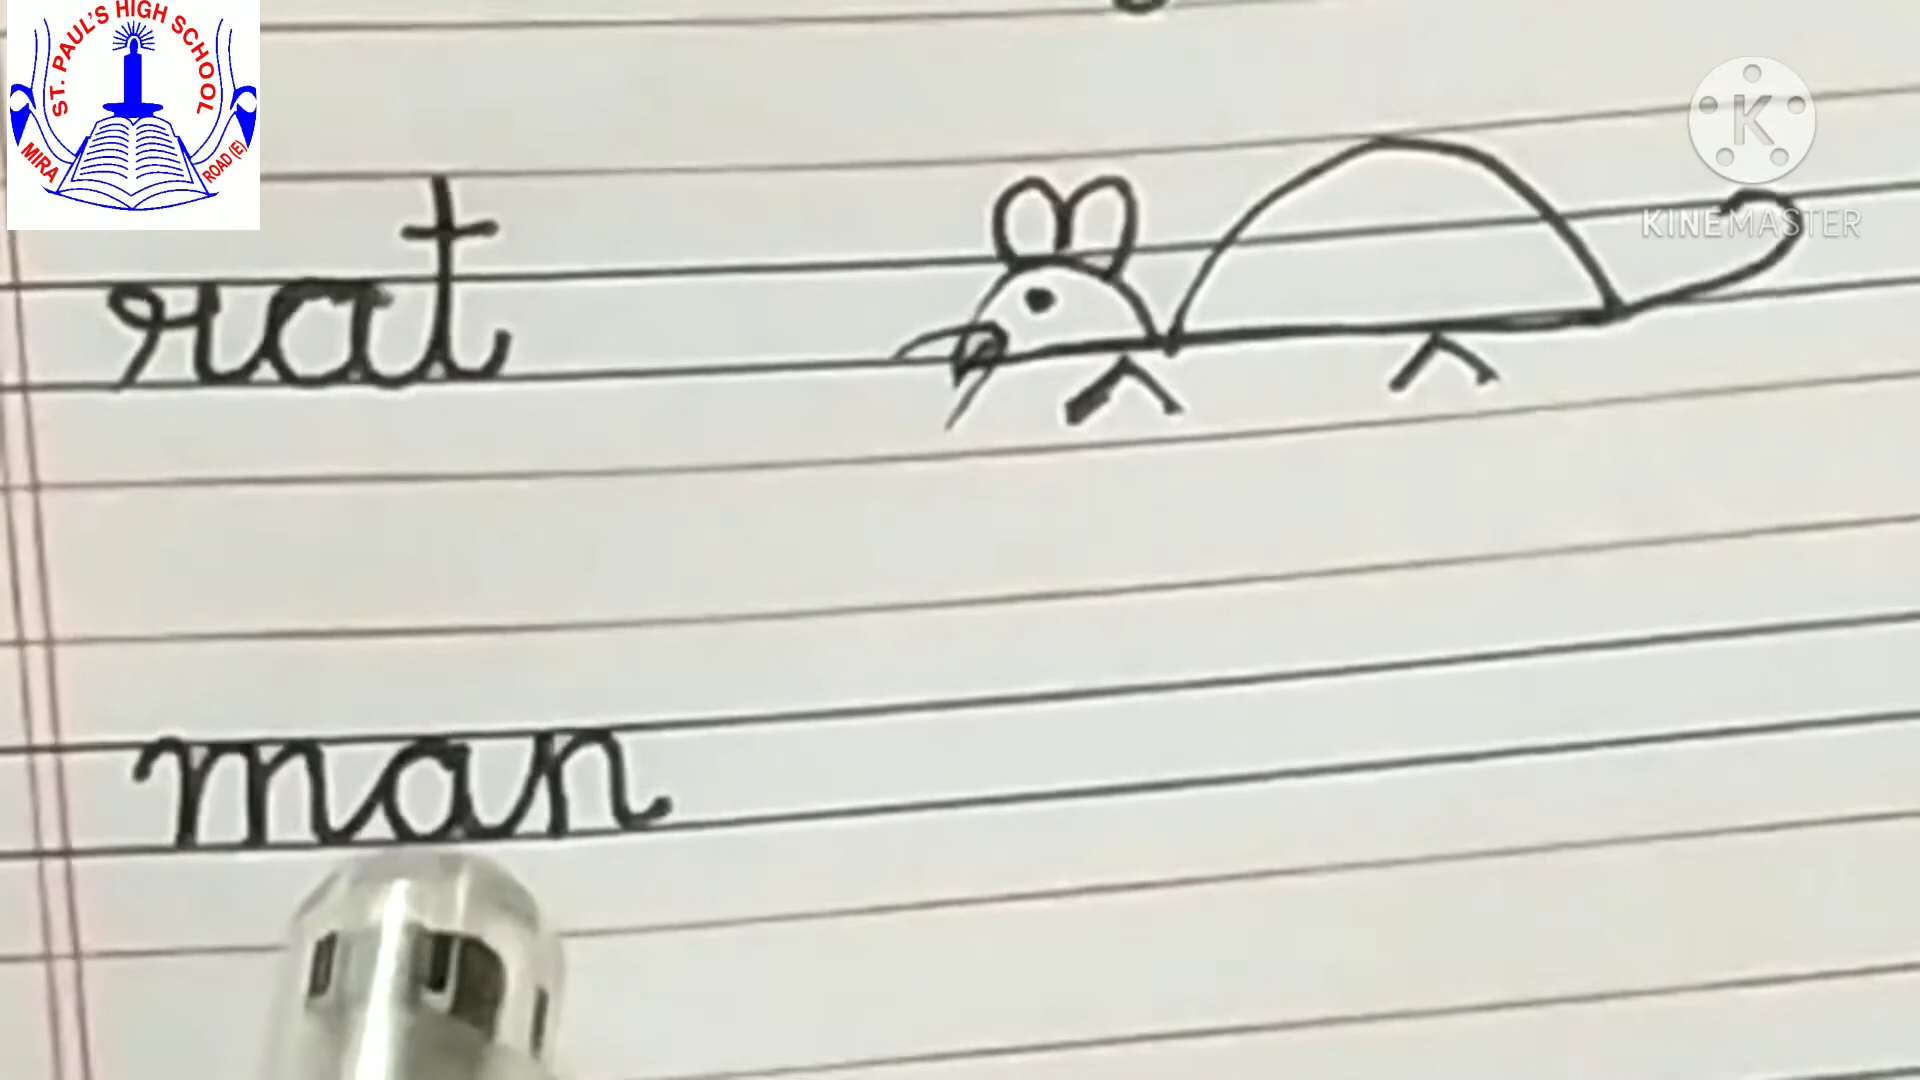 ST. PAUL'S HIGH SCHOOL
MIRA ROAD (E)
KINEMASTER
rat
man